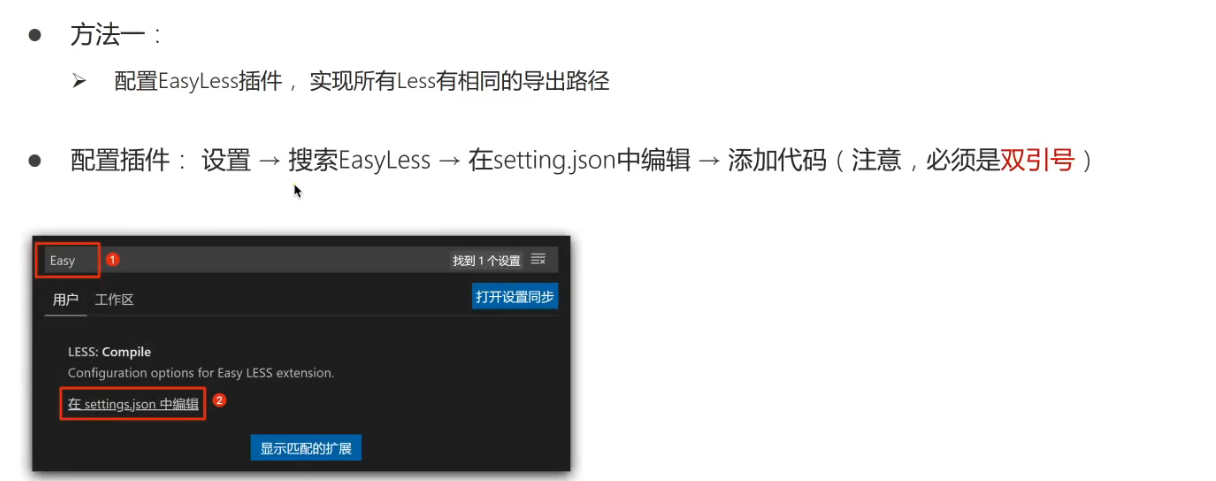 ● 方法一：
➢ 配置EasyLess插件， 实现所有Less有相同的导出路径
● 配置插件： 设置 → 搜索EasyLess → 在setting.json中编辑 → 添加代码（注意，必须是双引号）
Easy 1 找到 1 个设置
用户 工作区 打开设置同步
LESS: Compile
Configuration options for Easy LESS extension.
在 settings.json 中编辑 2
显示匹配的扩展